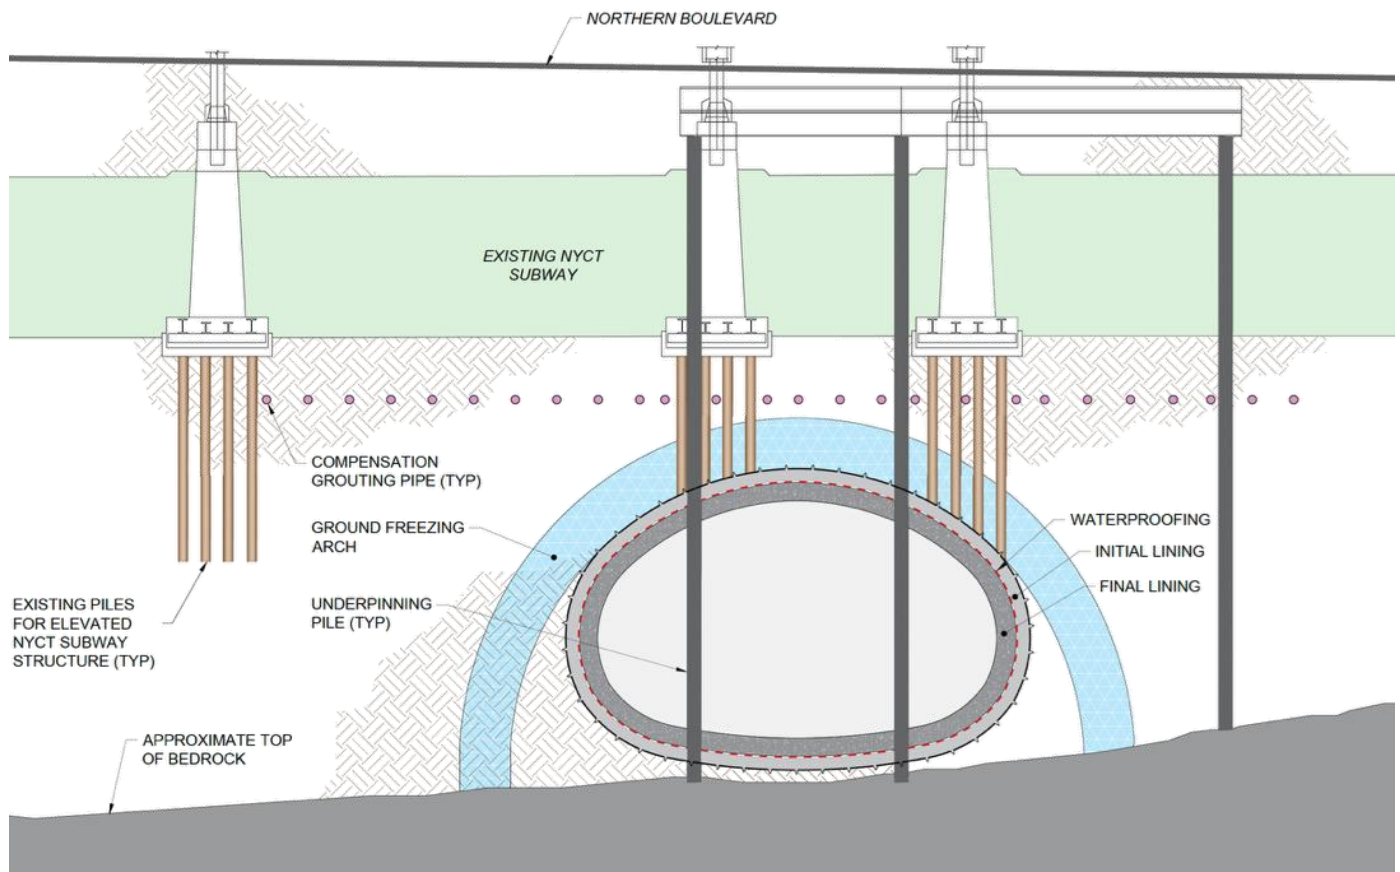 NORTHERN BOULEVARD
EXISTING NYCT
SUBWAY
COMPENSATION
GROUTING PIPE (TYP)
GROUND FREEZING
ARCH
WATERPROOFING
INITIAL LINING
FINAL LINING
EXISTING PILES
FOR ELEVATED
NYCT SUBWAY
STRUCTURE (TYP)
UNDERPINNING
PILE (TYP)
APPROXIMATE TOP
OF BEDROCK